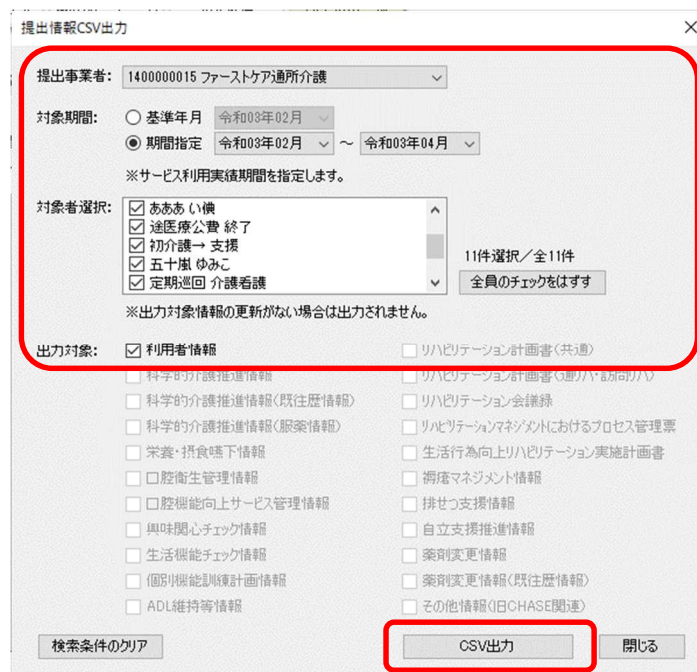 提出情報CSV出力
提出事業者: 1400000015 ファーストケア通所介護
対象期間: 基準年月 令和03年02月
期間指定 令和03年02月 ～ 令和03年04月
※サービス利用実績期間を指定します。
対象者選択: あああ い儥
途医療公費 終了
初介護→ 支援
五十嵐 ゆみこ
定期巡回 介護看護
11件選択／全11件
全員のチェックをはずす
※出力対象情報の更新がない場合は出力されません。
出力対象: 利用者情報 リハビリテーション計画書(共通)
科学的介護推進情報 リハビリテーション計画書(通リハ・訪問リハ)
科学的介護推進情報(既往歴情報) リハビリテーション会議録
科学的介護推進情報(服薬情報) リハビリテーションマネジメントにおけるプロセス管理票
栄養・摂食嚥下情報 生活行為向上リハビリテーション実施計画書
口腔衛生管理情報 褥瘡マネジメント情報
口腔機能向上サービス管理情報 排せつ支援情報
興味関心チェック情報 自立支援推進情報
生活機能チェック情報 薬剤変更情報
個別機能訓練計画情報 薬剤変更情報(既往歴情報)
ADL維持等情報 その他情報(旧CHASE関連)
検索条件のクリア CSV出力 閉じる